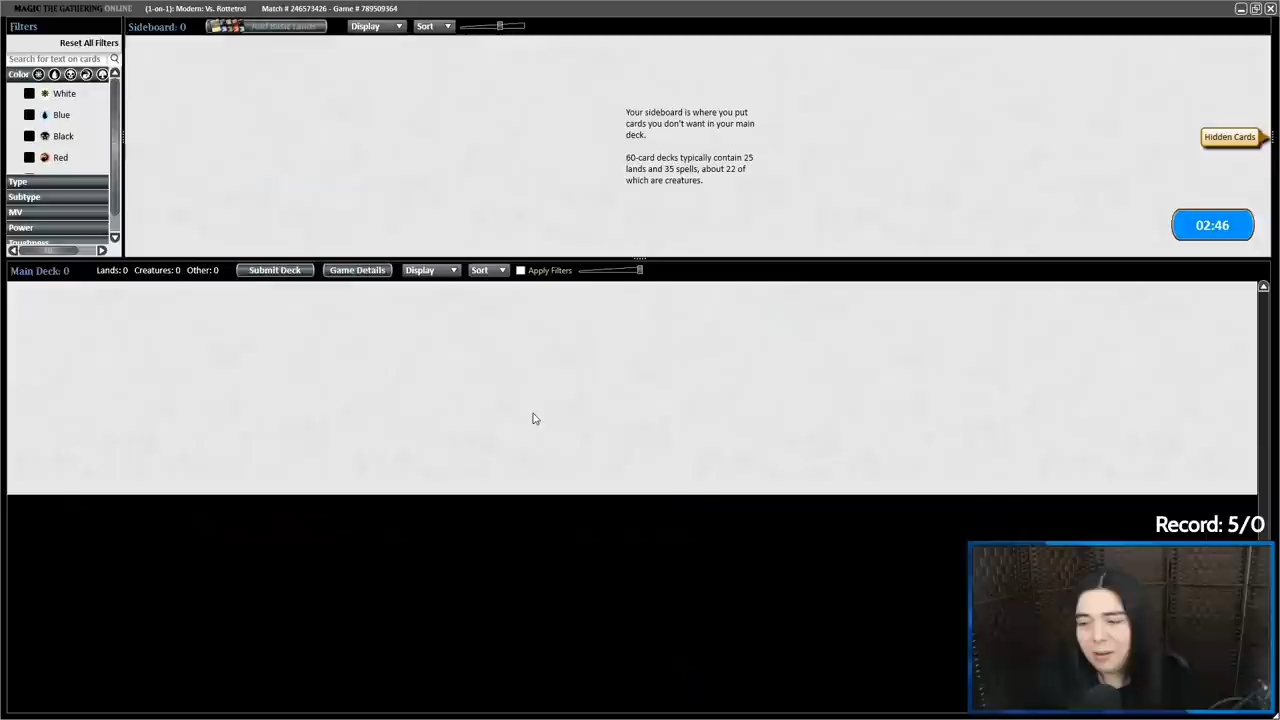 MAGIC THE GATHERING ONLINE (1-on-1): Modern: Vs. Rottetrol Match # 246573426 - Game # 789509364
Filters Sideboard: 0 Add Basic Lands Display Sort
Reset All Filters
Search for text on cards
Color
White
Blue
Black
Red
Type
Subtype
MV
Power
Toughness
Your sideboard is where you put
cards you don't want in your main
deck.
60-card decks typically contain 25
lands and 35 spells, about 22 of
which are creatures.
Hidden Cards
02:46
Main Deck: 0 Lands: 0 Creatures: 0 Other: 0 Submit Deck Game Details Display Sort Apply Filters
Record: 5/0